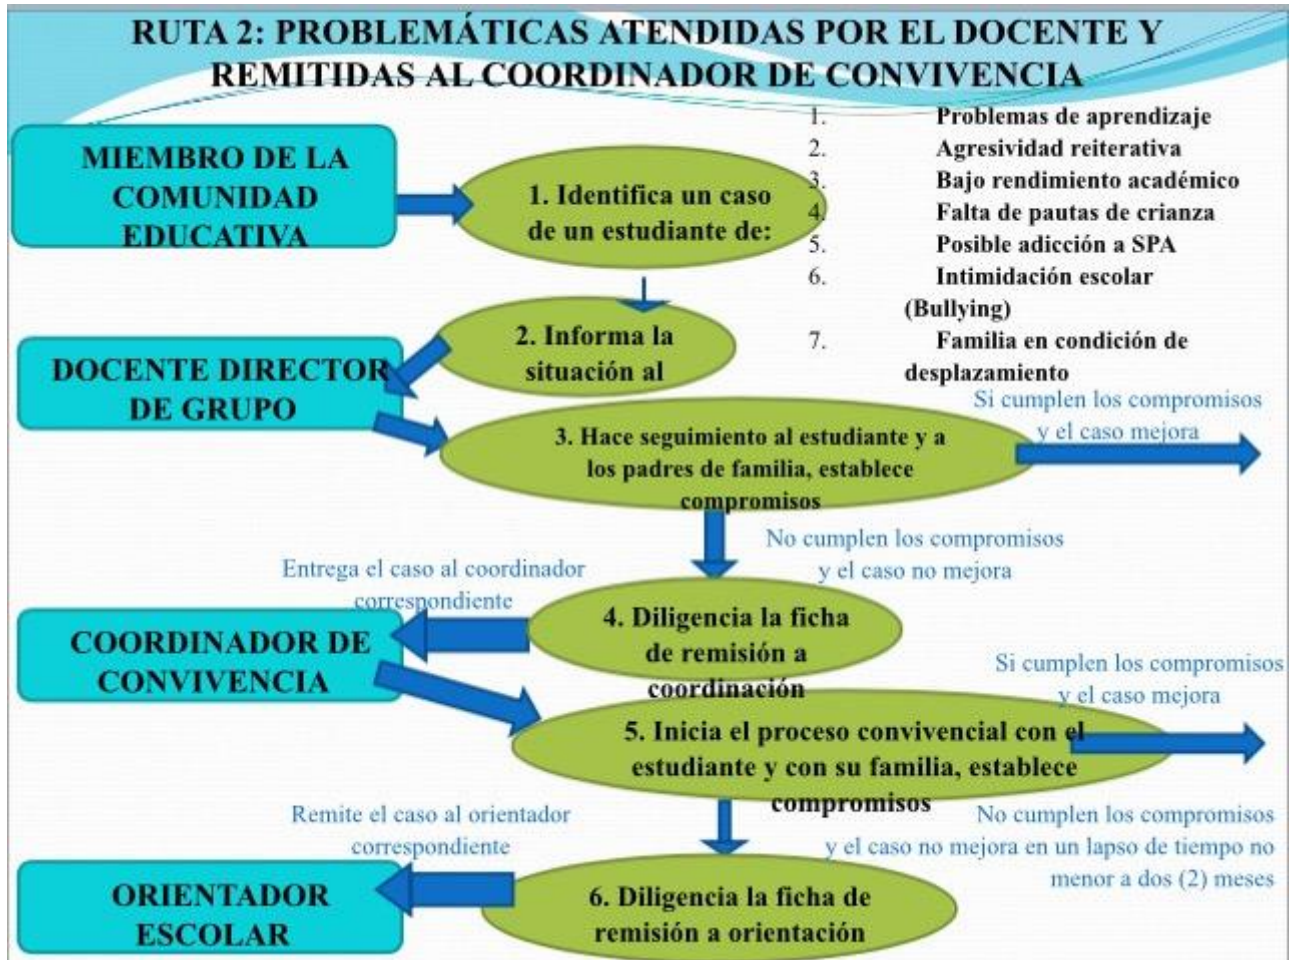 RUTA 2: PROBLEMÁTICAS ATENDIDAS POR EL DOCENTE Y
REMITIDAS AL COORDINADOR DE CONVIVENCIA
MIEMBRO DE LA
COMUNIDAD
EDUCATIVA
1. Identifica un caso
de un estudiante de:
1. Problemas de aprendizaje
2. Agresividad reiterativa
3. Bajo rendimiento académico
4. Falta de pautas de crianza
5. Posible adicción a SPA
6. Intimidación escolar
(Bullying)
7. Familia en condición de
desplazamiento
2. Informa la
situación al
DOCENTE DIRECTOR
DE GRUPO
3. Hace seguimiento al estudiante y a
los padres de familia, establece
compromisos
Si cumplen los compromisos
y el caso mejora
No cumplen los compromisos
y el caso no mejora
Entrega el caso al coordinador
correspondiente
4. Diligencia la ficha
de remisión a
coordinación
COORDINADOR DE
CONVIVENCIA
5. Inicia el proceso convivencial con el
estudiante y con su familia, establece
compromisos
Si cumplen los compromisos
y el caso mejora
No cumplen los compromisos
y el caso no mejora en un lapso de tiempo no
menor a dos (2) meses
Remite el caso al orientador
correspondiente
6. Diligencia la ficha de
remisión a orientación
ORIENTADOR
ESCOLAR